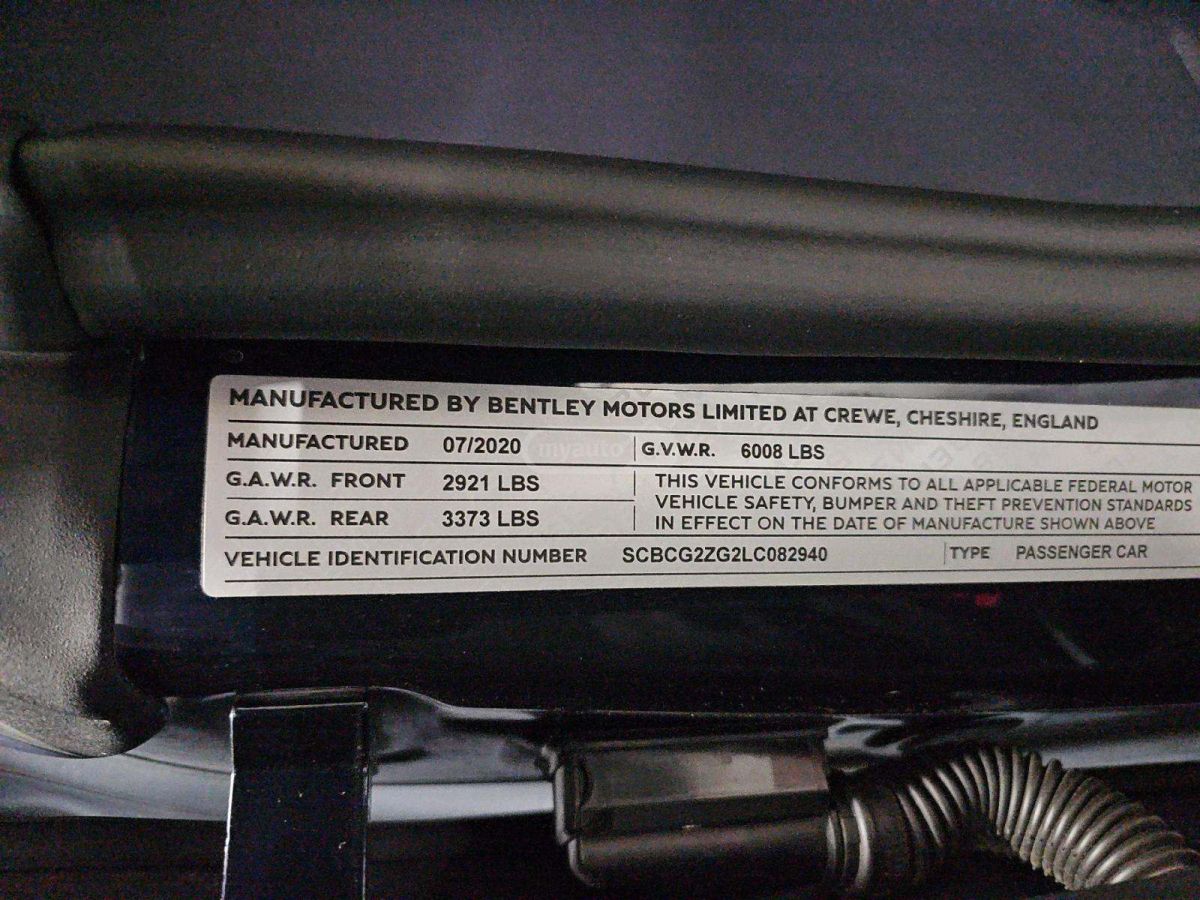 MANUFACTURED BY BENTLEY MOTORS LIMITED AT CREWE, CHESHIRE, ENGLAND
MANUFACTURED 07/2020 G.V.W.R. 6008 LBS
myauto
G.A.W.R. FRONT 2921 LBS
G.A.W.R. REAR 3373 LBS
THIS VEHICLE CONFORMS TO ALL APPLICABLE FEDERAL MOTOR
VEHICLE SAFETY, BUMPER AND THEFT PREVENTION STANDARDS
IN EFFECT ON THE DATE OF MANUFACTURE SHOWN ABOVE
VEHICLE IDENTIFICATION NUMBER SCBCG2ZG2LC082940 TYPE PASSENGER CAR